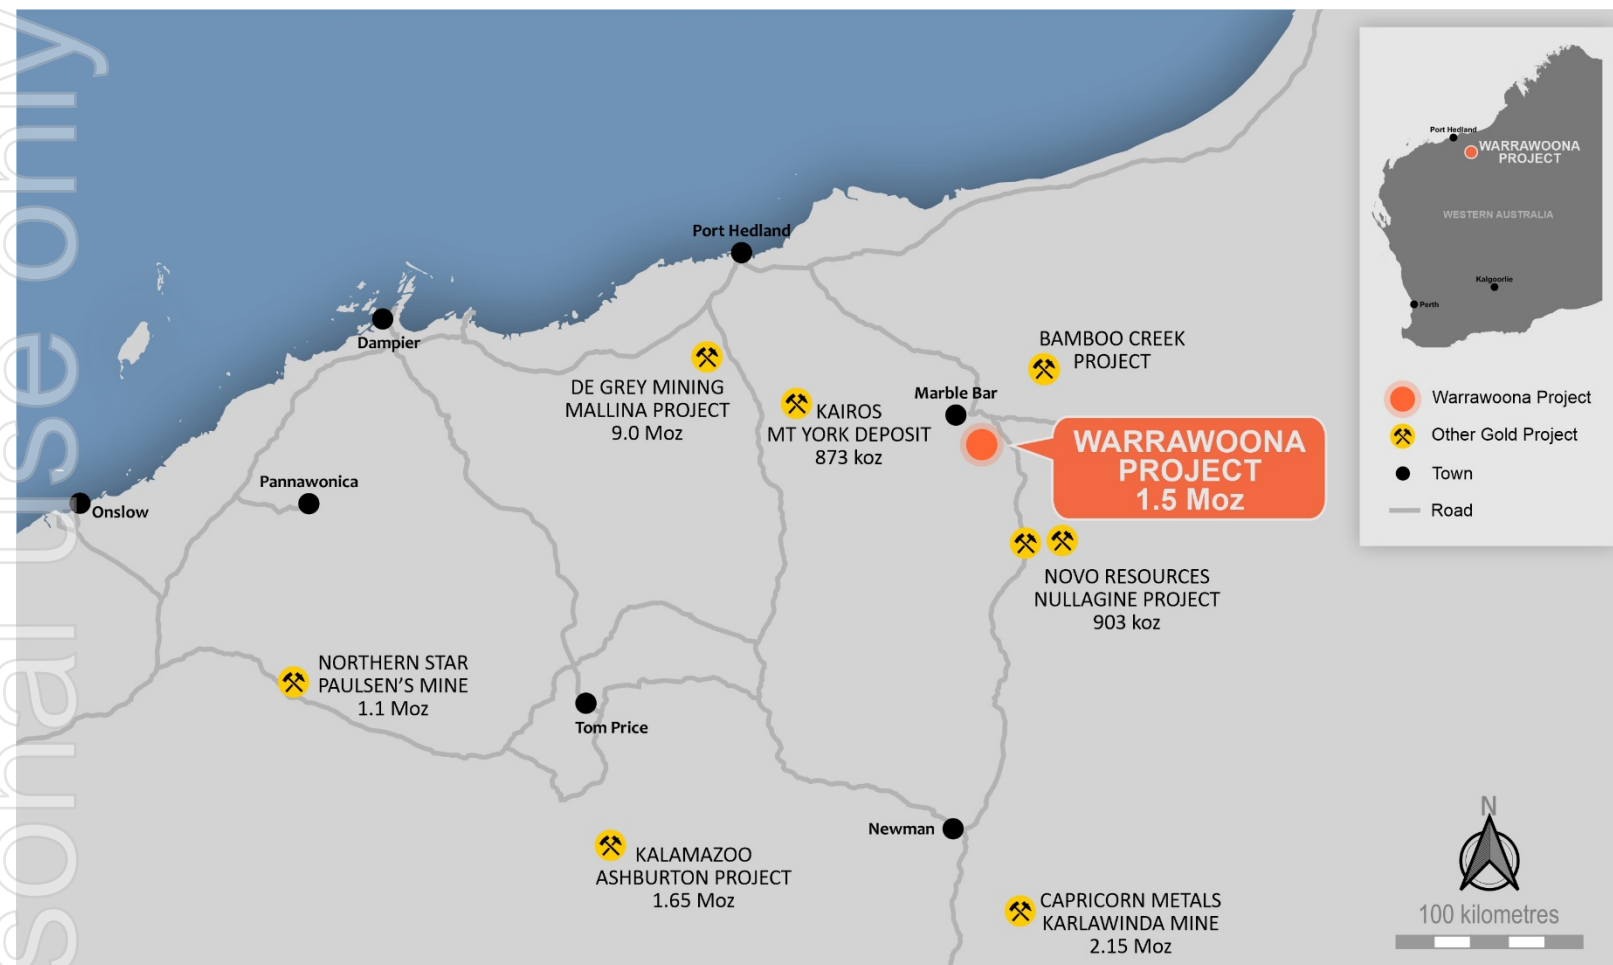 Port Hedland
Dampier
Pannawonica
Onslow
DE GREY MINING
MALLINA PROJECT
9.0 Moz
KAIROS
MT YORK DEPOSIT
873 koz
BAMBOO CREEK
PROJECT
Marble Bar
WARRAWOONA
PROJECT
1.5 Moz
NOVO RESOURCES
NULLAGINE PROJECT
903 koz
NORTHERN STAR
PAULSEN'S MINE
1.1 Moz
Tom Price
Newman
KALAMAZOO
ASHBURTON PROJECT
1.65 Moz
CAPRICORN METALS
KARLAWINDA MINE
2.15 Moz
Port Hedland
WARRAWOONA
PROJECT
WESTERN AUSTRALIA
Kalgoorlie
Perth
Warrawoona Project
Other Gold Project
Town
Road
N
100 kilometres
sonal use only